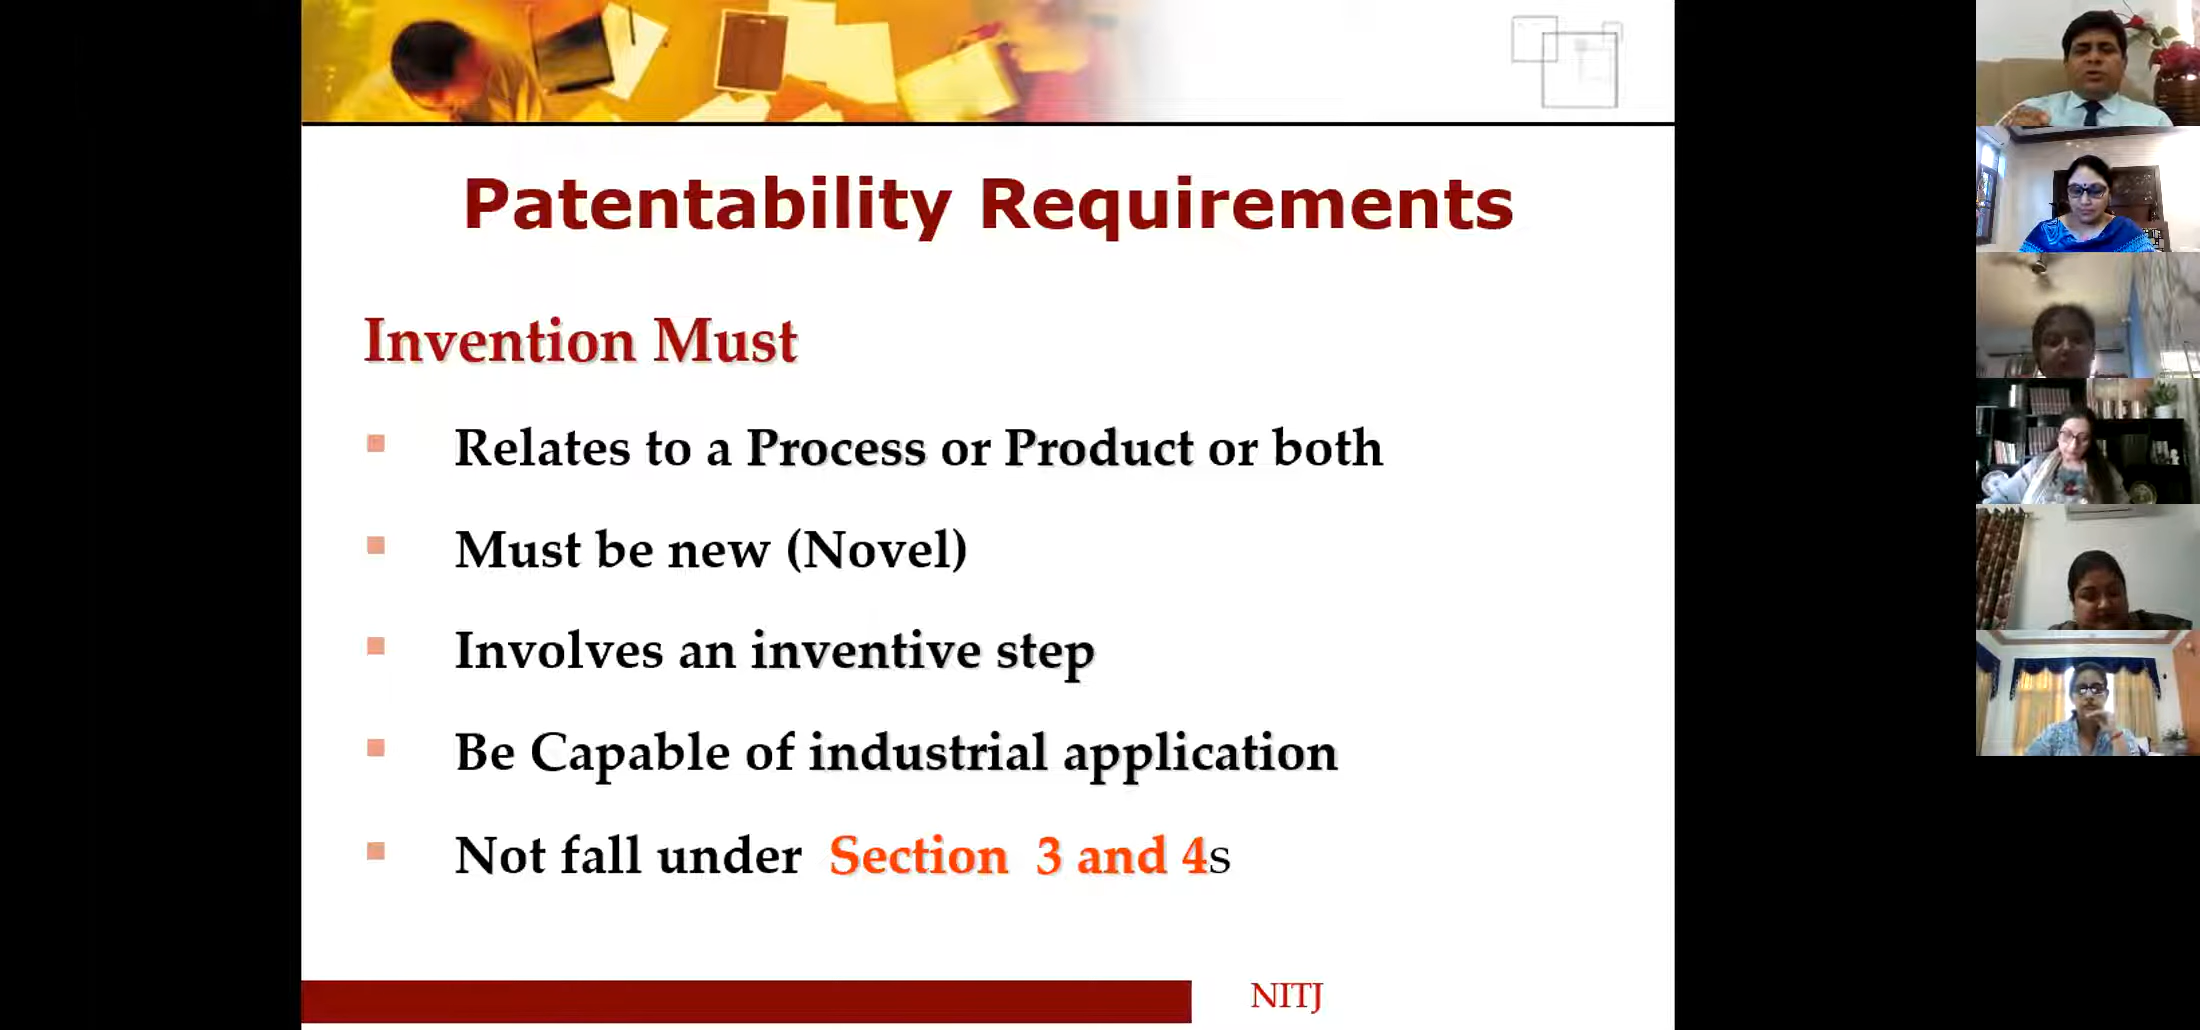 Patentability Requirements
Invention Must
Relates to a Process or Product or both
Must be new (Novel)
Involves an inventive step
Be Capable of industrial application
Not fall under Section 3 and 4s
NITJ